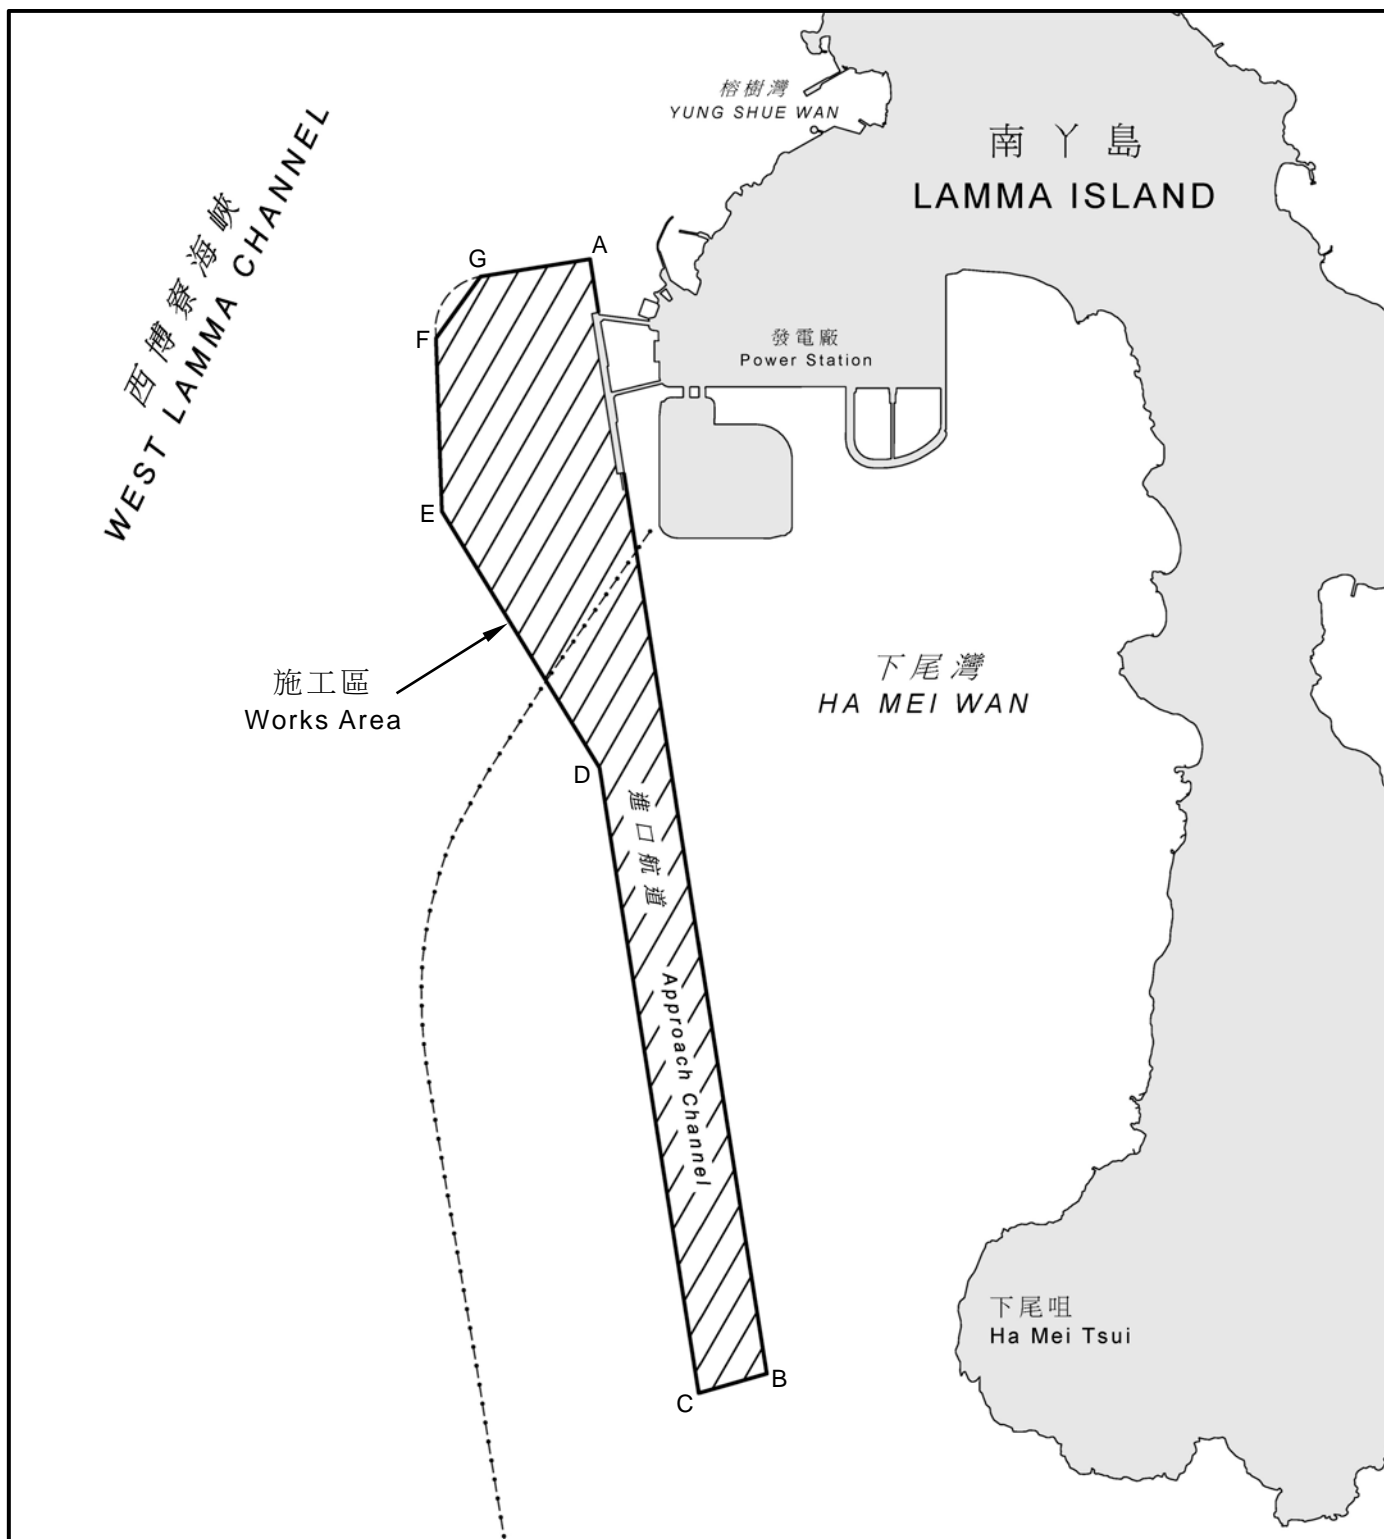 榕樹灣
YUNG SHUE WAN
南丫島
LAMMA ISLAND
西博寮海峽
WEST LAMMA CHANNEL
G
A
F
發電廠
Power Station
E
下尾灣
HA MEI WAN
施工區
Works Area
D
進口航道
Approach Channel
下尾咀
Ha Mei Tsui
B
C